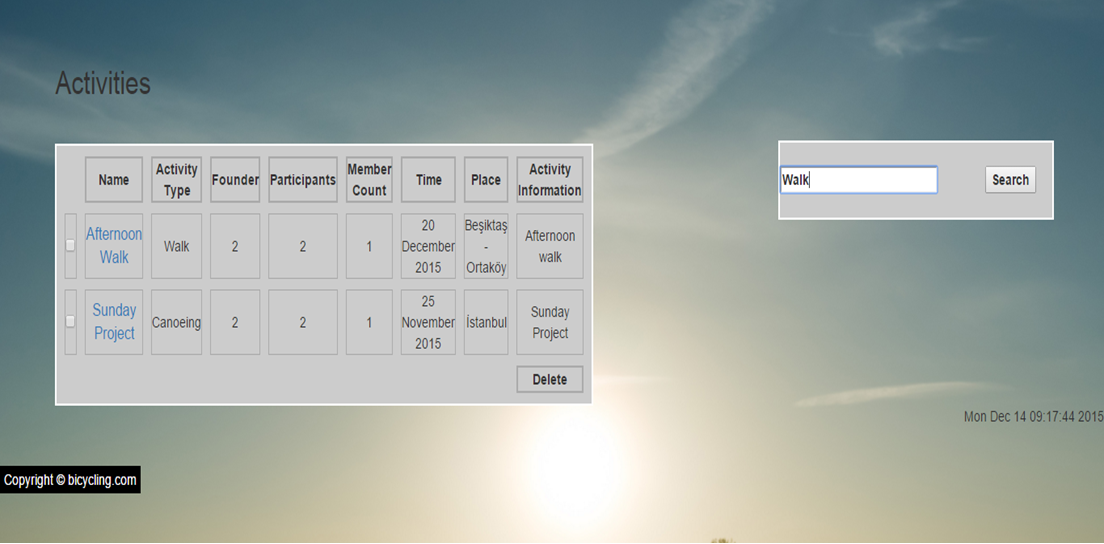 Activities
Name
Activity
Type
Founder
Participants
Member
Count
Time
Place
Activity
Information
Afternoon
Walk
Walk
2
2
1
20
December
2015
Beşiktaş
-
Ortaköy
Afternoon
walk
Sunday
Project
Canoeing
2
2
1
25
November
2015
İstanbul
Sunday
Project
Delete
Walk
Search
Mon Dec 14 09:17:44 2015
Copyright © bicycling.com